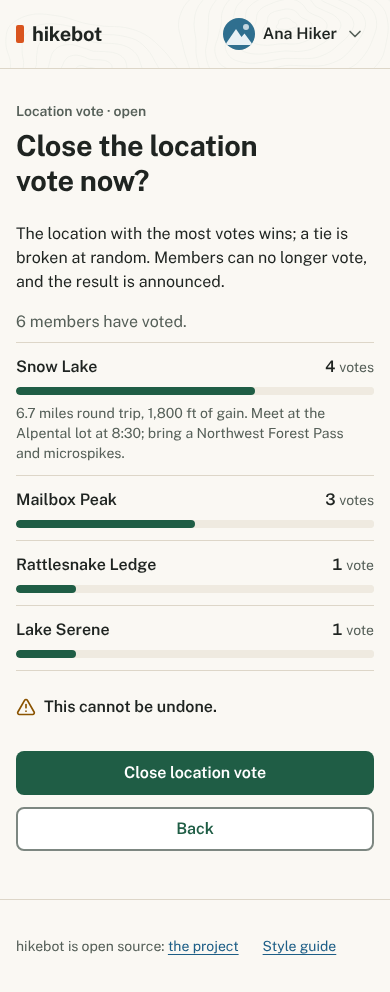 hikebot
Ana Hiker
Location vote · open
Close the location
vote now?
The location with the most votes wins; a tie is
broken at random. Members can no longer vote,
and the result is announced.
6 members have voted.
Snow Lake 4 votes
6.7 miles round trip, 1,800 ft of gain. Meet at the
Alpental lot at 8:30; bring a Northwest Forest Pass
and microspikes.
Mailbox Peak 3 votes
Rattlesnake Ledge 1 vote
Lake Serene 1 vote
This cannot be undone.
Close location vote
Back
hikebot is open source: the project Style guide